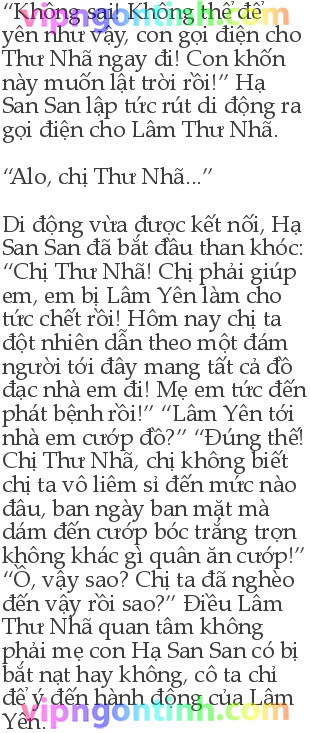 “Không sai! Không thể để
vipngontinh.com
yên như vậy, con gọi điện cho
Thư Nhã ngay đi! Con khốn
này muốn lật trời rồi!” Hạ
San San lập tức rút di động ra
gọi điện cho Lâm Thư Nhã.
“Alo, chị Thư Nhã...”
Di động vừa được kết nối, Hạ
San San đã bắt đầu than khóc:
“Chị Thư Nhã! Chị phải giúp
em, em bị Lâm Yên làm cho
tức chết rồi! Hôm nay chị ta
đột nhiên dẫn theo một đám
người tới đây mang tất cả đồ
đạc nhà em đi! Mẹ em tức đến
phát bệnh rồi!” “Lâm Yên tới
nhà em cướp đồ?” “Đúng thế!
Chị Thư Nhã, chị không biết
chị ta vô liêm sỉ đến mức nào
đâu, ban ngày ban mặt mà
dám đến cướp bóc trắng trợn
không khác gì quân ăn cướp!”
“Ồ, vậy sao? Chị ta đã nghèo
đến vậy rồi sao?” Điều Lâm
Thư Nhã quan tâm không
phải mẹ con Hạ San San có bị
bắt nạt hay không, cô ta chỉ
để ý đến hành động của Lâm
vipngontinh.com
Yên.